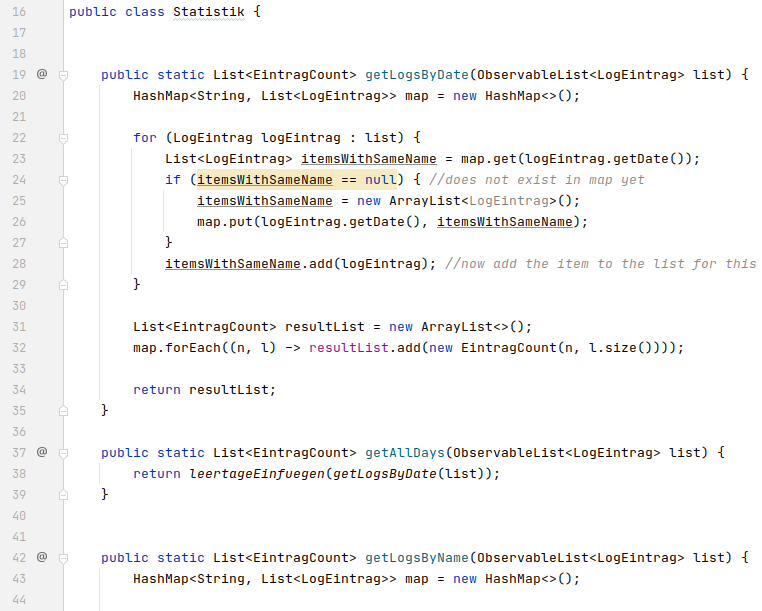 16 public class Statistik {
17
18
19 @ public static List<EintragCount> getLogsByDate(ObservableList<LogEintrag> list) {
20 HashMap<String, List<LogEintrag>> map = new HashMap<>();
21
22 for (LogEintrag logEintrag : list) {
23 List<LogEintrag> itemsWithSameName = map.get(logEintrag.getDate());
24 if (itemsWithSameName == null) { //does not exist in map yet
25 itemsWithSameName = new ArrayList<LogEintrag>();
26 map.put(logEintrag.getDate(), itemsWithSameName);
27 }
28 itemsWithSameName.add(logEintrag); //now add the item to the list for this
29 }
30
31 List<EintragCount> resultList = new ArrayList<>();
32 map.forEach((n, l) -> resultList.add(new EintragCount(n, l.size())));
33
34 return resultList;
35 }
36
37 @ public static List<EintragCount> getAllDays(ObservableList<LogEintrag> list) {
38 return leertageEinfuegen(getLogsByDate(list));
39 }
40
41
42 @ public static List<EintragCount> getLogsByName(ObservableList<LogEintrag> list) {
43 HashMap<String, List<LogEintrag>> map = new HashMap<>();
44